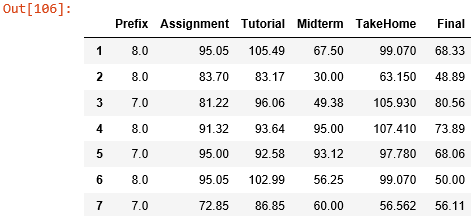 Out[106]:
Prefix Assignment Tutorial Midterm TakeHome Final
1 8.0 95.05 105.49 67.50 99.070 68.33
2 8.0 83.70 83.17 30.00 63.150 48.89
3 7.0 81.22 96.06 49.38 105.930 80.56
4 8.0 91.32 93.64 95.00 107.410 73.89
5 7.0 95.00 92.58 93.12 97.780 68.06
6 8.0 95.05 102.99 56.25 99.070 50.00
7 7.0 72.85 86.85 60.00 56.562 56.11